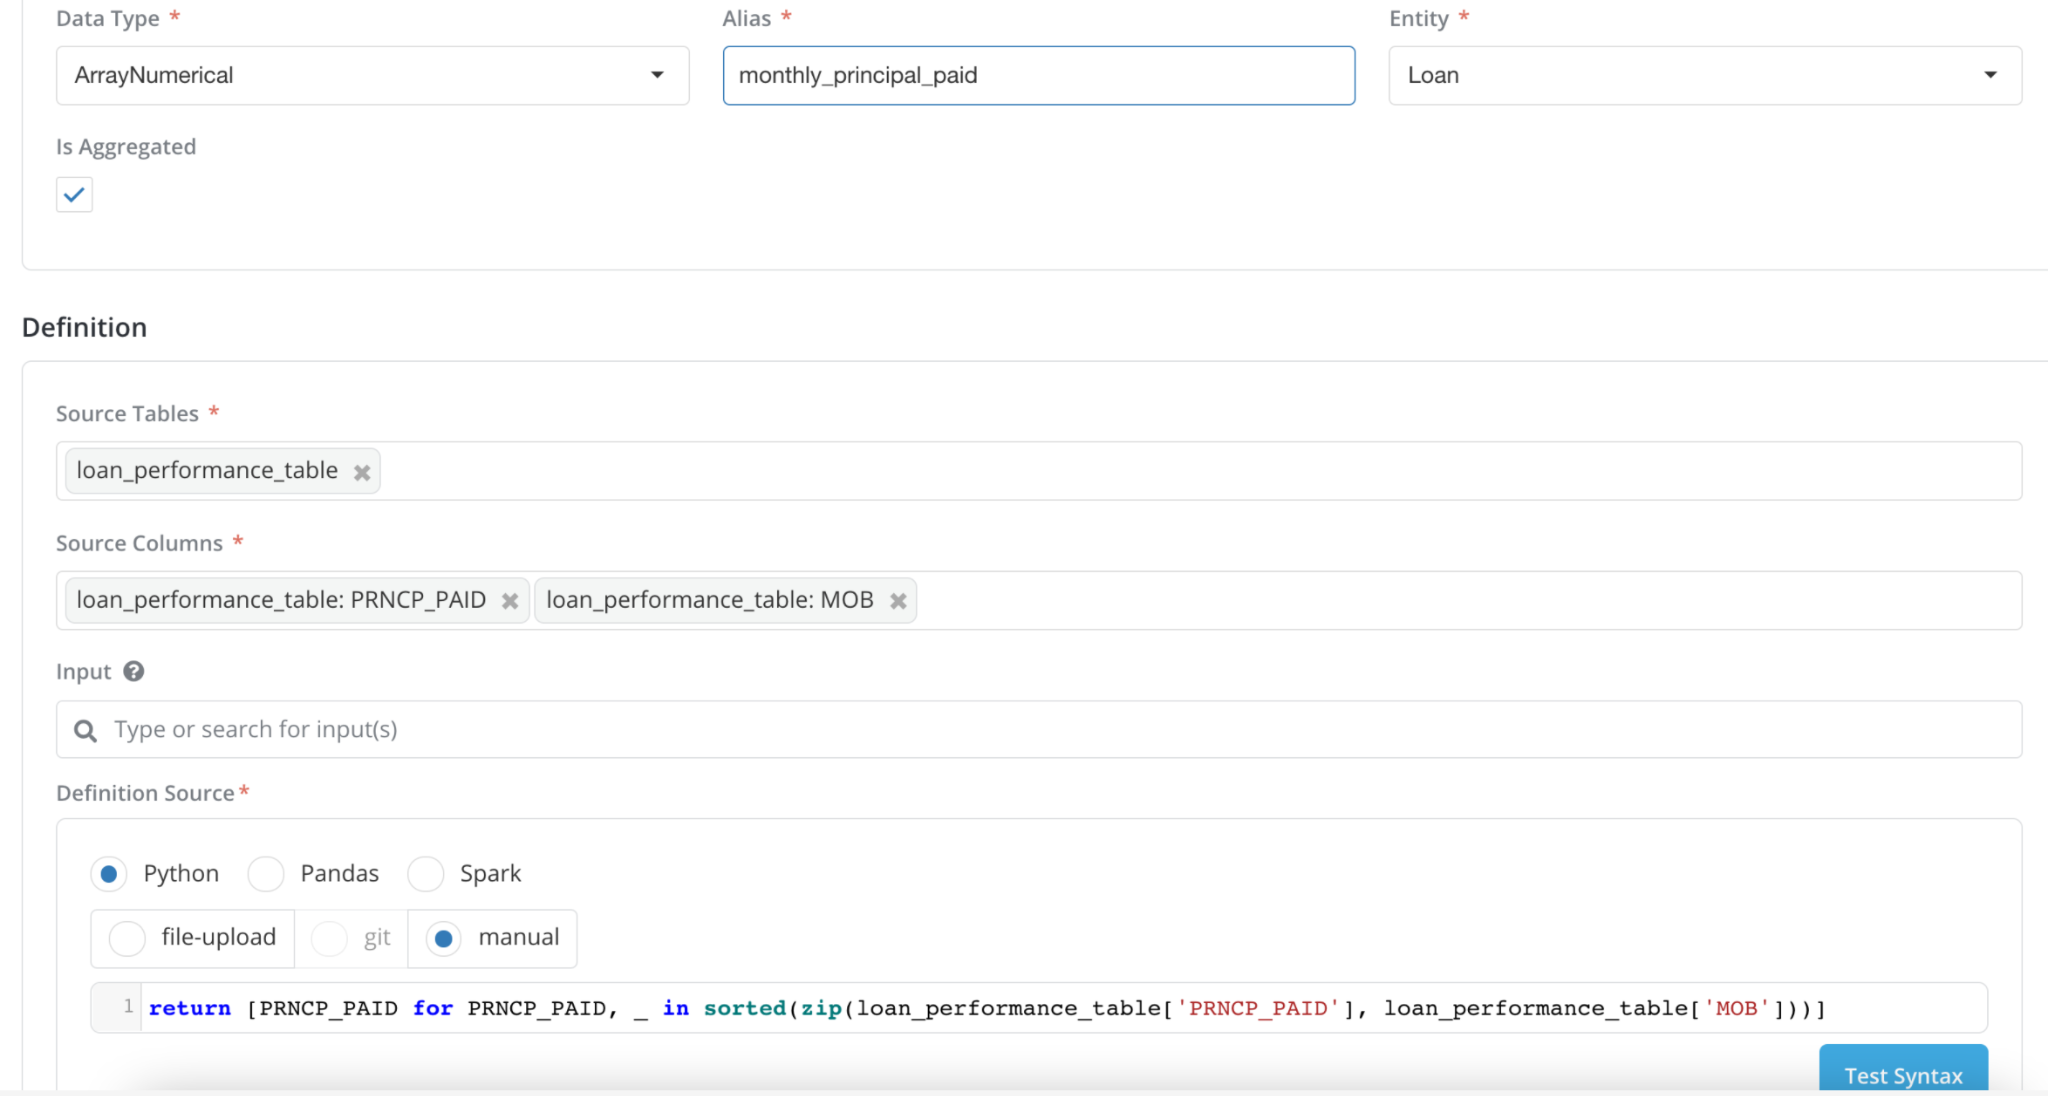 Data Type * Alias * Entity *
ArrayNumerical monthly_principal_paid Loan
Is Aggregated
Definition
Source Tables *
loan_performance_table
Source Columns *
loan_performance_table: PRNCP_PAID loan_performance_table: MOB
Input
Type or search for input(s)
Definition Source*
Python Pandas Spark
file-upload git manual
1 return [PRNCP_PAID for PRNCP_PAID, _ in sorted(zip(loan_performance_table['PRNCP_PAID'], loan_performance_table['MOB']))]
Test Syntax